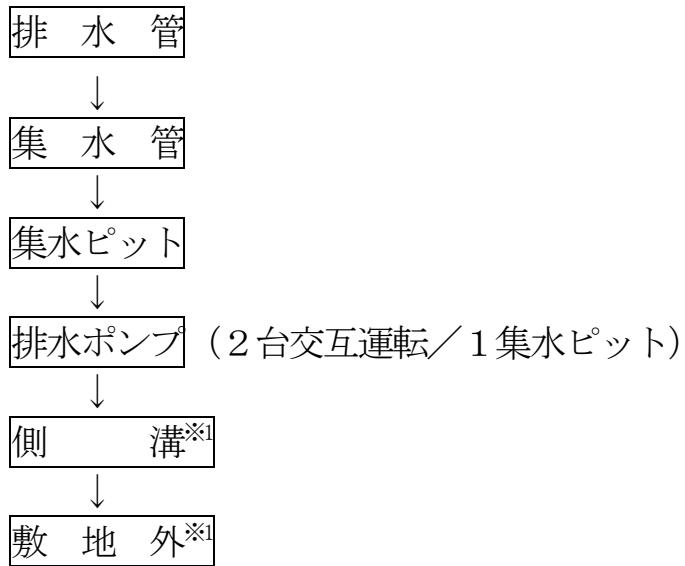 排　水　管
↓
集　水　管
↓
集水ピット
↓
排水ポンプ（２台交互運転／１集水ピット）
↓
側　　　溝※1
↓
敷　地　外※1